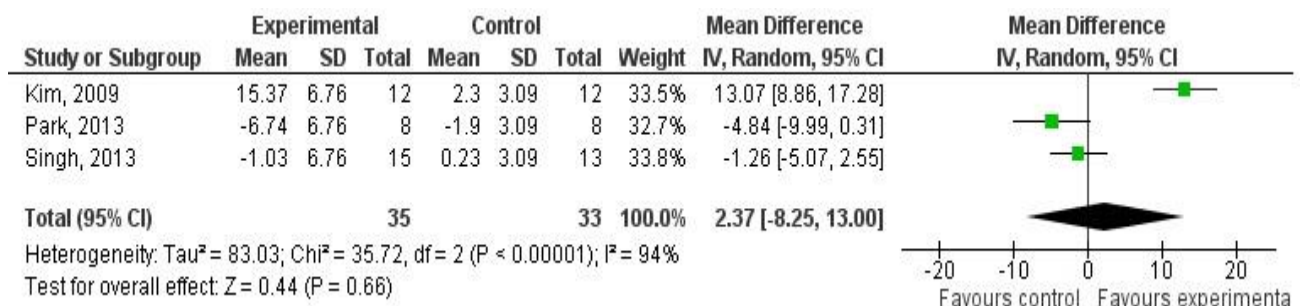 Experimental Control Mean Difference Mean Difference
Study or Subgroup Mean SD Total Mean SD Total Weight IV, Random, 95% CI IV, Random, 95% CI
Kim, 2009 15.37 6.76 12 2.3 3.09 12 33.5% 13.07 [8.86, 17.28]
Park, 2013 -6.74 6.76 8 -1.9 3.09 8 32.7% -4.84 [-9.99, 0.31]
Singh, 2013 -1.03 6.76 15 0.23 3.09 13 33.8% -1.26 [-5.07, 2.55]
Total (95% CI) 35 33 100.0% 2.37 [-8.25, 13.00]
Heterogeneity: Tau² = 83.03; Chi² = 35.72, df = 2 (P < 0.00001); I² = 94%
Test for overall effect: Z = 0.44 (P = 0.66)
-20 -10 0 10 20
Favours control Favours experimenta